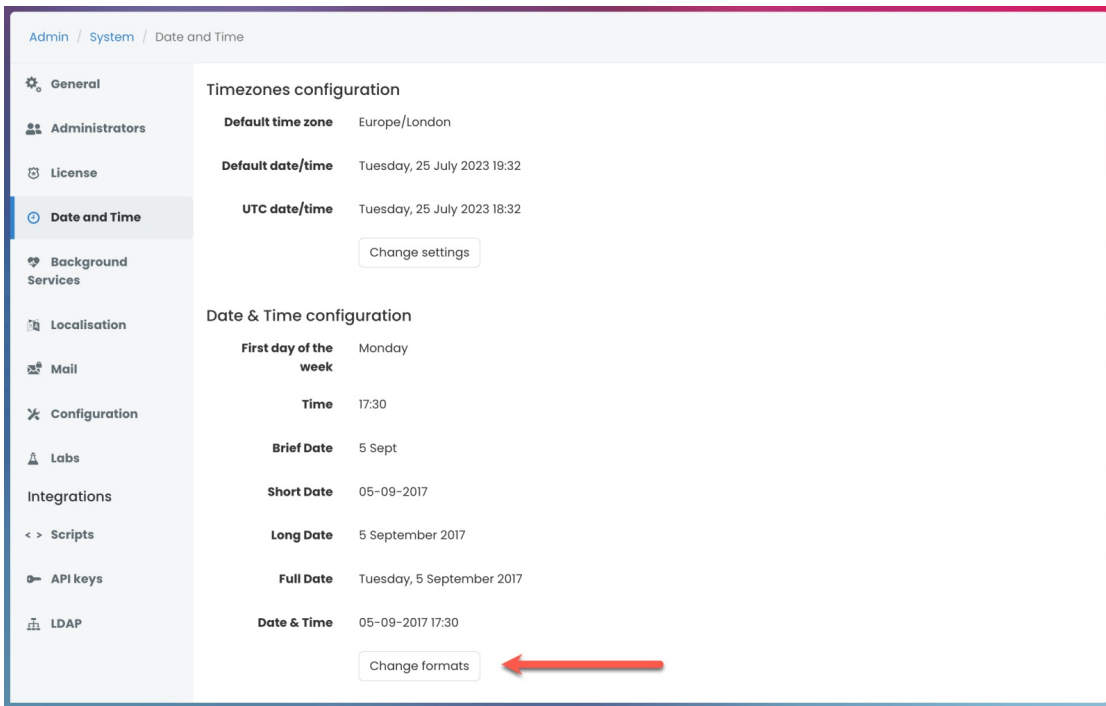 Admin / System / Date and Time
General
Administrators
License
Date and Time
Background
Services
Localisation
Mail
Configuration
Labs
Integrations
< > Scripts
API keys
LDAP
Timezones configuration
Default time zone Europe/London
Default date/time Tuesday, 25 July 2023 19:32
UTC date/time Tuesday, 25 July 2023 18:32
Change settings
Date & Time configuration
First day of the Monday
week
Time 17:30
Brief Date 5 Sept
Short Date 05-09-2017
Long Date 5 September 2017
Full Date Tuesday, 5 September 2017
Date & Time 05-09-2017 17:30
Change formats